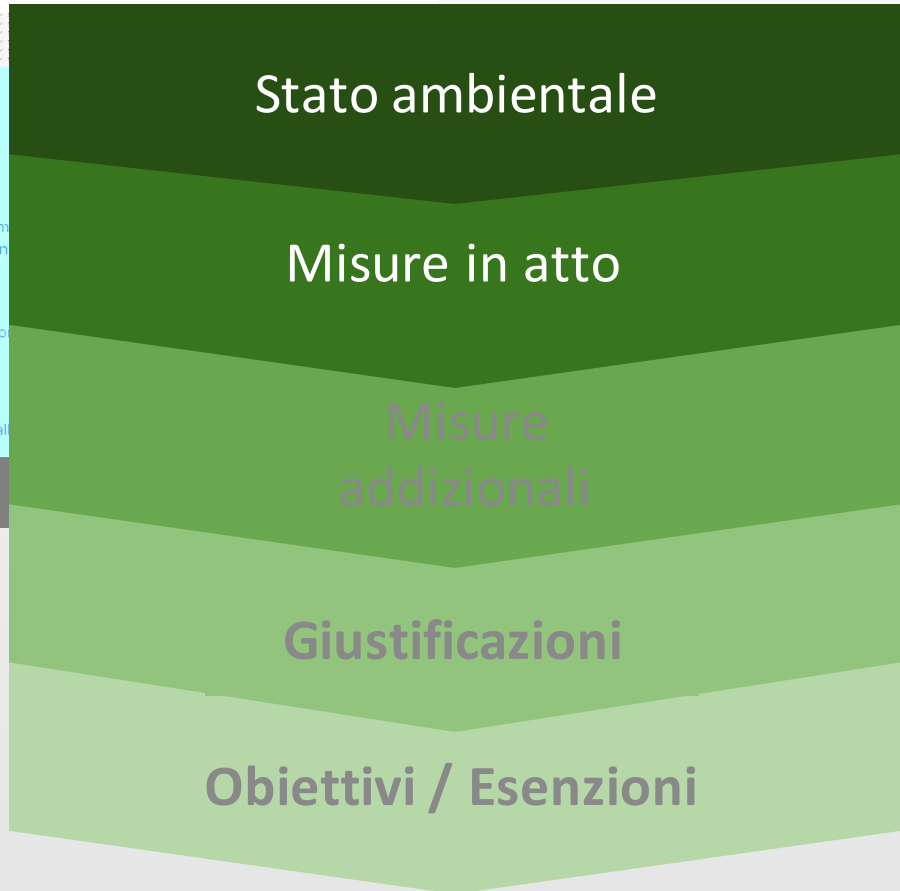 Stato ambientale
Misure in atto
Misure
addizionali
Giustificazioni
Obiettivi / Esenzioni